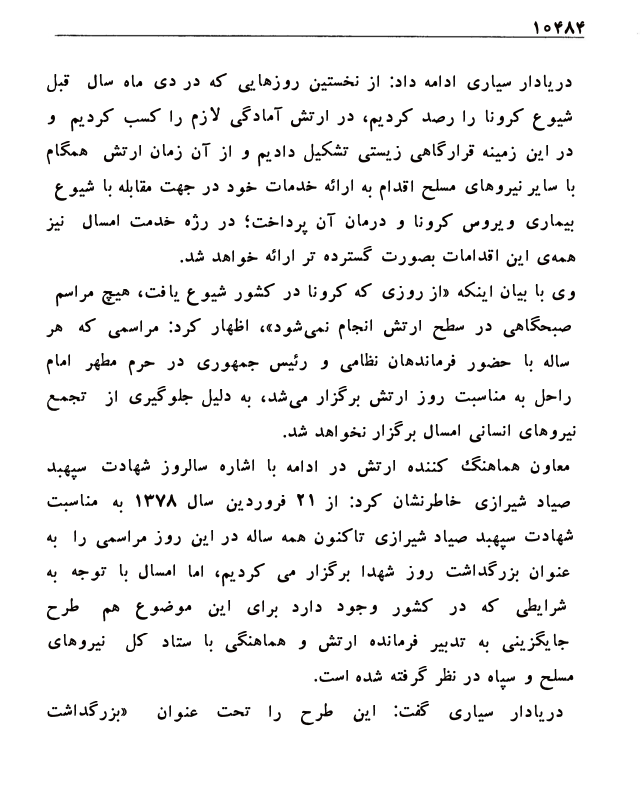 ۱۰۴۸۴
دریادار سیاری ادامه داد: از نخستین روزهایی که در دی ماه سال قبل
شیوع کرونا را رصد کردیم، در ارتش آمادگی لازم را کسب کردیم و
در این زمینه قرارگاهی زیستی تشکیل دادیم و از آن زمان ارتش همگام
با سایر نیروهای مسلح اقدام به ارائه خدمات خود در جهت مقابله با شیوع
بیماری ویروس کرونا و درمان آن پرداخت؛ در رژه خدمت امسال نیز
همه‌ی این اقدامات بصورت گسترده تر ارائه خواهد شد.
وی با بیان اینکه «از روزی که کرونا در کشور شیوع یافت، هیچ مراسم
صبحگاهی در سطح ارتش انجام نمی‌شود»، اظهار کرد: مراسمی که هر
ساله با حضور فرماندهان نظامی و رئیس جمهوری در حرم مطهر امام
راحل به مناسبت روز ارتش برگزار می‌شد، به دلیل جلوگیری از تجمع
نیروهای انسانی امسال برگزار نخواهد شد.
معاون هماهنگ کننده ارتش در ادامه با اشاره سالروز شهادت سپهبد
صیاد شیرازی خاطرنشان کرد: از ۲۱ فروردین سال ۱۳۷۸ به مناسبت
شهادت سپهبد صیاد شیرازی تاکنون همه ساله در این روز مراسمی را به
عنوان بزرگداشت روز شهدا برگزار می کردیم، اما امسال با توجه به
شرایطی که در کشور وجود دارد برای این موضوع هم طرح
جایگزینی به تدبیر فرمانده ارتش و هماهنگی با ستاد کل نیروهای
مسلح و سپاه در نظر گرفته شده است.
دریادار سیاری گفت: این طرح را تحت عنوان «بزرگداشت